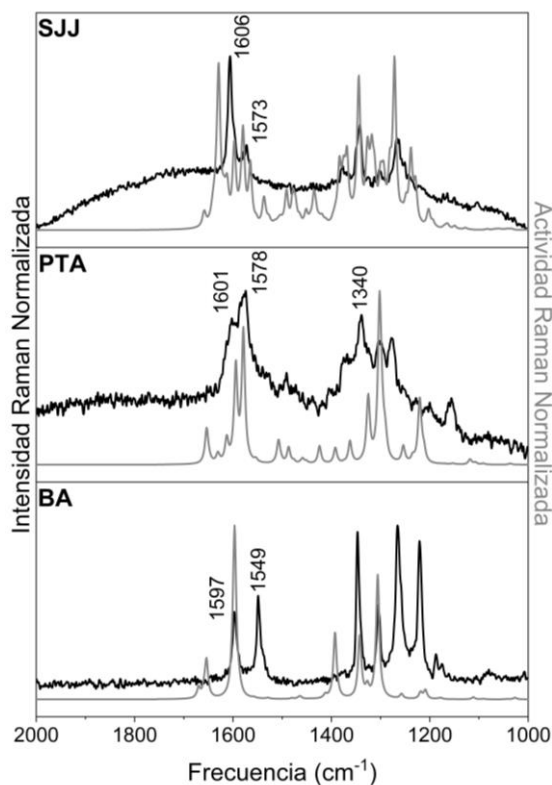 SJJ
1606
1573
PTA
1601
1578
1340
BA
1597
1549
Intensidad Raman Normalizada
Actividad Raman Normalizada
2000 1800 1600 1400 1200 1000
Frecuencia (cm-1)